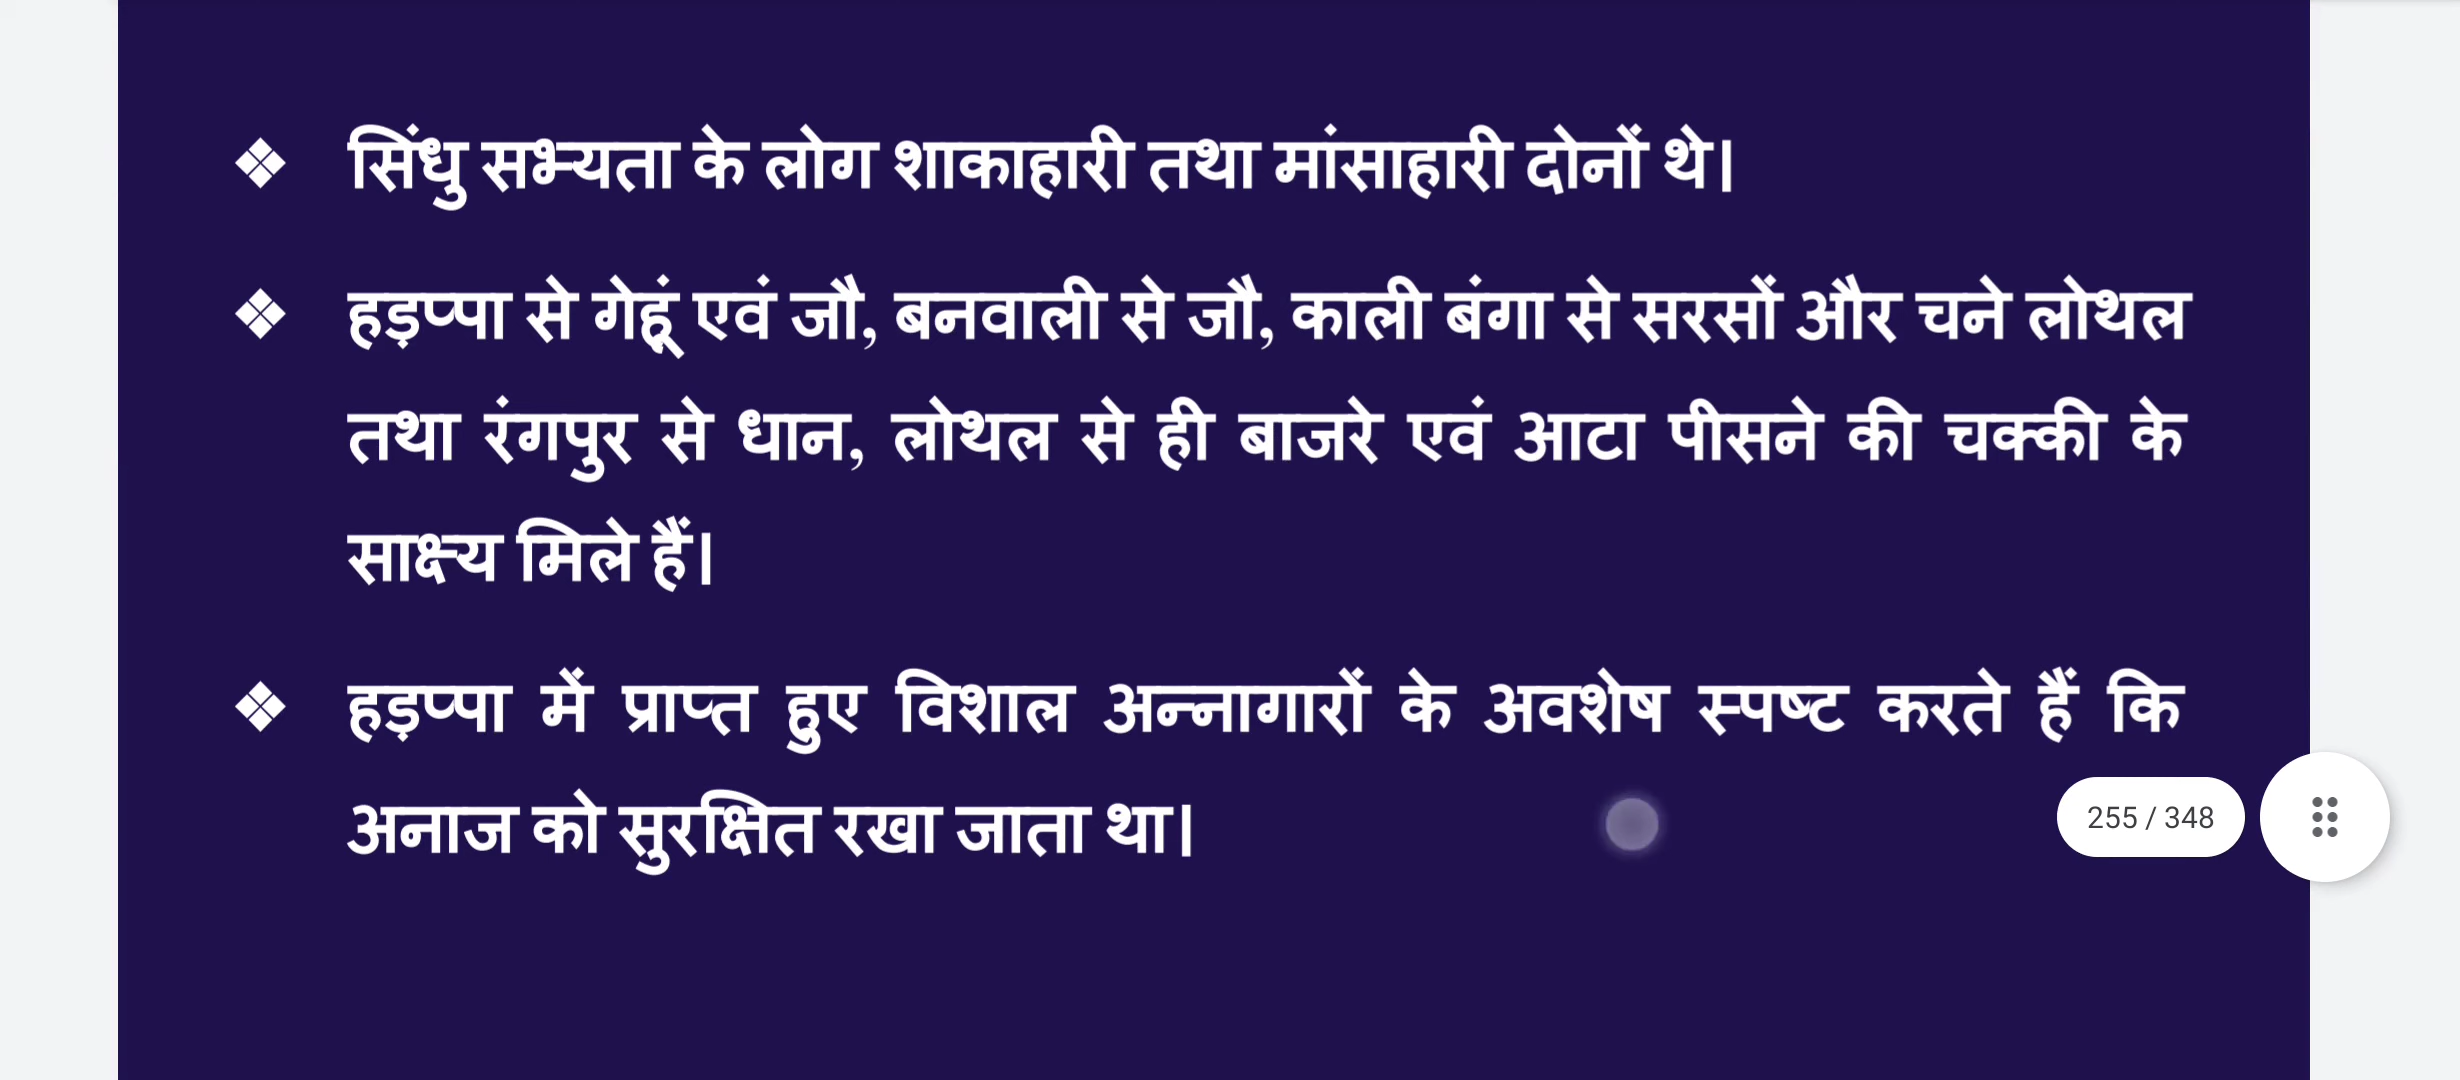 ❖ सिंधु सभ्यता के लोग शाकाहारी तथा मांसाहारी दोनों थे।
❖ हड़प्पा से गेहूं एवं जौ, बनवाली से जौ, काली बंगा से सरसों और चने लोथल
तथा रंगपुर से धान, लोथल से ही बाजरे एवं आटा पीसने की चक्की के
साक्ष्य मिले हैं।
❖ हड़प्पा में प्राप्त हुए विशाल अन्नागारों के अवशेष स्पष्ट करते हैं कि
अनाज को सुरक्षित रखा जाता था।
255 / 348